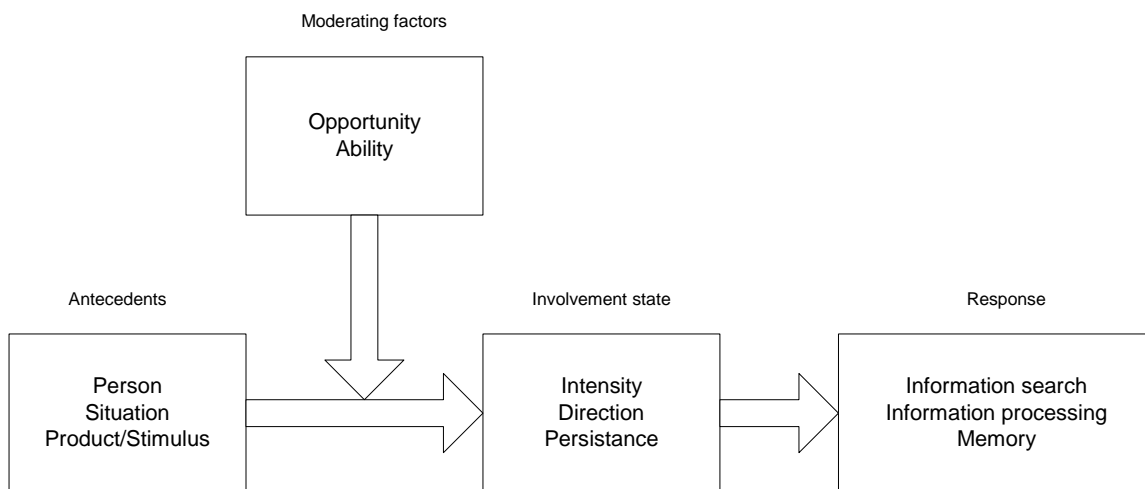 Moderating factors
Opportunity
Ability
Antecedents
Involvement state
Response
Person
Situation
Product/Stimulus
Intensity
Direction
Persistance
Information search
Information processing
Memory